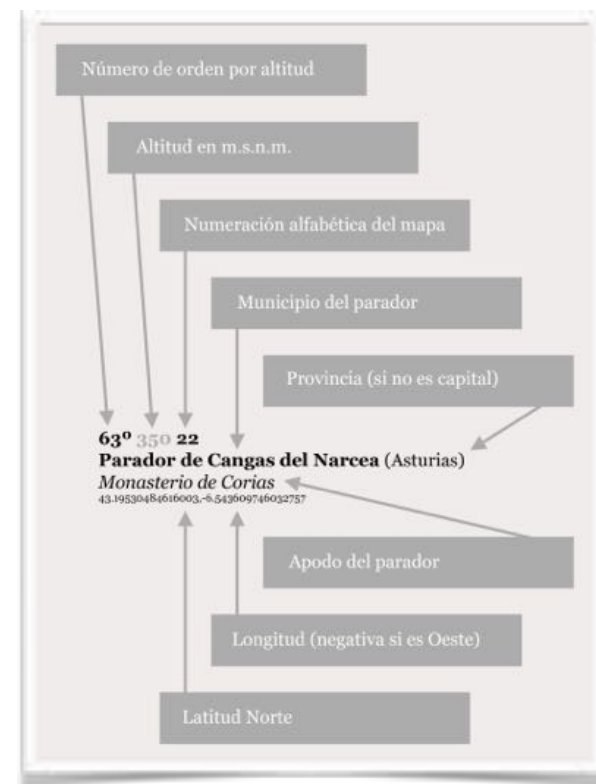 Número de orden por altitud
Altitud en m.s.n.m.
Numeración alfabética del mapa
Municipio del parador
Provincia (si no es capital)
63º 350 22
Parador de Cangas del Narcea (Asturias)
Monasterio de Corias
43.19530484616003,-6.543609746032757
Apodo del parador
Longitud (negativa si es Oeste)
Latitud Norte